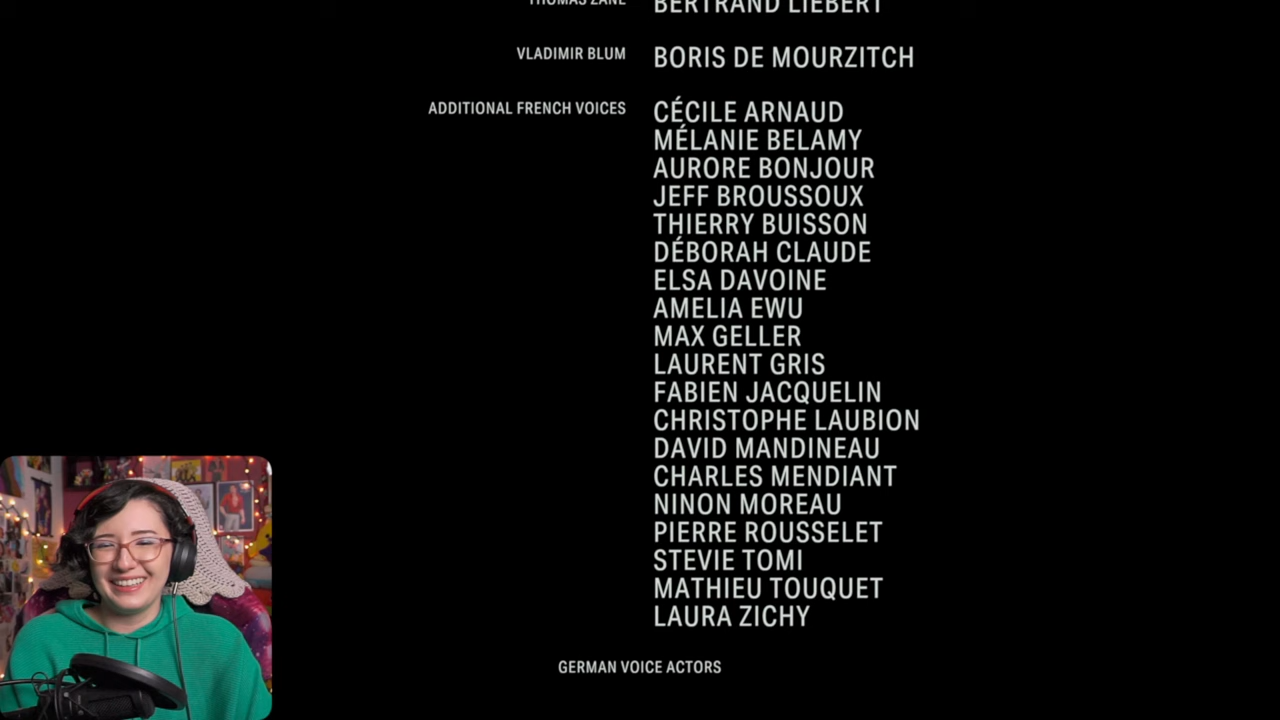 THOMAS ZANE BERTRAND LIEBERT
VLADIMIR BLUM BORIS DE MOURZITCH
ADDITIONAL FRENCH VOICES CÉCILE ARNAUD
MÉLANIE BELAMY
AURORE BONJOUR
JEFF BROUSSOUX
THIERRY BUISSON
DÉBORAH CLAUDE
ELSA DAVOINE
AMELIA EWU
MAX GELLER
LAURENT GRIS
FABIEN JACQUELIN
CHRISTOPHE LAUBION
DAVID MANDINEAU
CHARLES MENDIANT
NINON MOREAU
PIERRE ROUSSELET
STEVIE TOMI
MATHIEU TOUQUET
LAURA ZICHY
GERMAN VOICE ACTORS